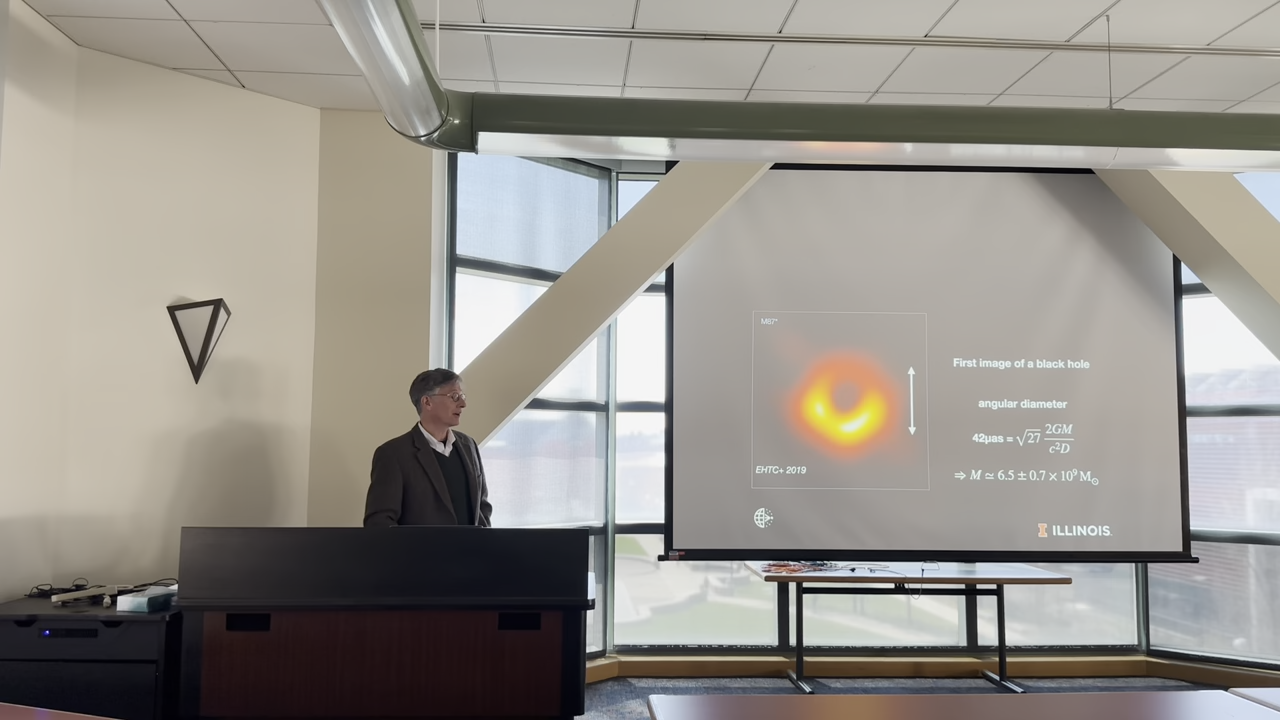 M87*
First image of a black hole
angular diameter
42μas = √27 2GM/c²D
EHTC+ 2019
⇒ M ≃ 6.5 ± 0.7 × 10⁹ M☉
I ILLINOIS